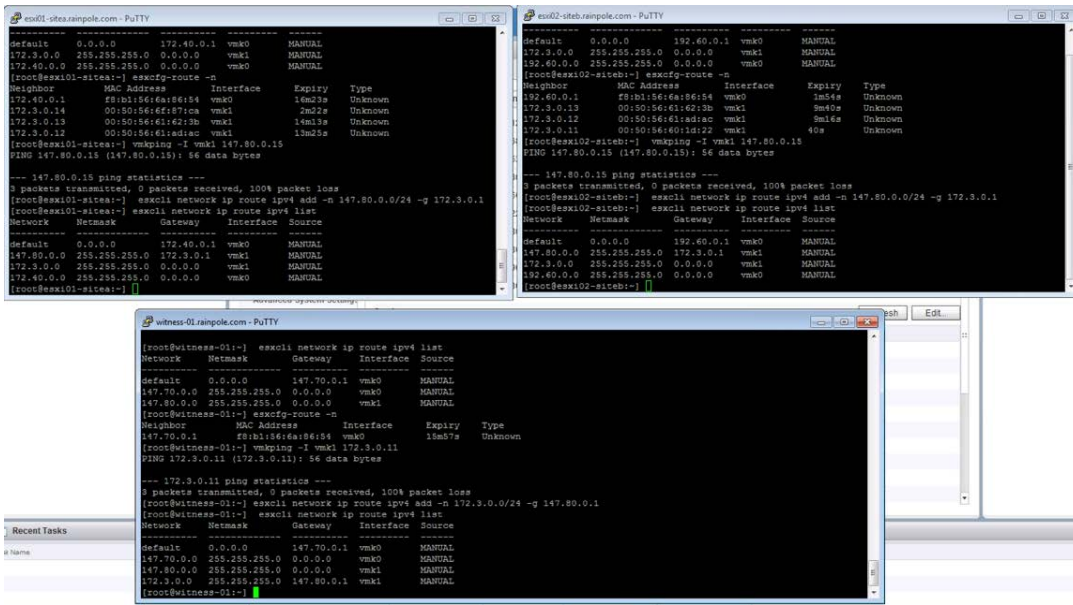 esxi01-sitea.rainpole.com - PuTTY
---------- ------------- ---------- --------- ------
default 0.0.0.0 172.40.0.1 vmk0 MANUAL
172.3.0.0 255.255.255.0 0.0.0.0 vmk1 MANUAL
172.40.0.0 255.255.255.0 0.0.0.0 vmk0 MANUAL
[root@esxi01-sitea:~] esxcfg-route -n
Neighbor MAC Address Interface Expiry Type
172.40.0.1 f8:b1:56:6a:86:54 vmk0 16m23s Unknown
172.3.0.14 00:50:56:6f:87:ca vmk1 2m22s Unknown
172.3.0.13 00:50:56:61:62:3b vmk1 14m13s Unknown
172.3.0.12 00:50:56:61:ad:ac vmk1 13m25s Unknown
[root@esxi01-sitea:~] vmkping -I vmk1 147.80.0.15
PING 147.80.0.15 (147.80.0.15): 56 data bytes
--- 147.80.0.15 ping statistics ---
3 packets transmitted, 0 packets received, 100% packet loss
[root@esxi01-sitea:~] esxcli network ip route ipv4 add -n 147.80.0.0/24 -g 172.3.0.1
[root@esxi01-sitea:~] esxcli network ip route ipv4 list
Network Netmask Gateway Interface Source
---------- ------------- ---------- --------- ------
default 0.0.0.0 172.40.0.1 vmk0 MANUAL
147.80.0.0 255.255.255.0 172.3.0.1 vmk1 MANUAL
172.3.0.0 255.255.255.0 0.0.0.0 vmk1 MANUAL
172.40.0.0 255.255.255.0 0.0.0.0 vmk0 MANUAL
[root@esxi01-sitea:~]
esxi02-siteb.rainpole.com - PuTTY
---------- ------------- ---------- --------- ------
default 0.0.0.0 192.60.0.1 vmk0 MANUAL
172.3.0.0 255.255.255.0 0.0.0.0 vmk1 MANUAL
192.60.0.0 255.255.255.0 0.0.0.0 vmk0 MANUAL
[root@esxi02-siteb:~] esxcfg-route -n
Neighbor MAC Address Interface Expiry Type
192.60.0.1 f8:b1:56:6a:86:54 vmk0 1m54s Unknown
172.3.0.13 00:50:56:61:62:3b vmk1 9m40s Unknown
172.3.0.12 00:50:56:61:ad:ac vmk1 9m16s Unknown
172.3.0.11 00:50:56:60:1d:22 vmk1 40s Unknown
[root@esxi02-siteb:~] vmkping -I vmk1 147.80.0.15
PING 147.80.0.15 (147.80.0.15): 56 data bytes
--- 147.80.0.15 ping statistics ---
3 packets transmitted, 0 packets received, 100% packet loss
[root@esxi02-siteb:~] esxcli network ip route ipv4 add -n 147.80.0.0/24 -g 172.3.0.1
[root@esxi02-siteb:~] esxcli network ip route ipv4 list
Network Netmask Gateway Interface Source
---------- ------------- ---------- --------- ------
default 0.0.0.0 192.60.0.1 vmk0 MANUAL
147.80.0.0 255.255.255.0 172.3.0.1 vmk1 MANUAL
172.3.0.0 255.255.255.0 0.0.0.0 vmk1 MANUAL
192.60.0.0 255.255.255.0 0.0.0.0 vmk0 MANUAL
[root@esxi02-siteb:~]
Advanced System Setting
Edit...
witness-01.rainpole.com - PuTTY
[root@witness-01:~] esxcli network ip route ipv4 list
Network Netmask Gateway Interface Source
---------- ------------- ---------- --------- ------
default 0.0.0.0 147.70.0.1 vmk0 MANUAL
147.70.0.0 255.255.255.0 0.0.0.0 vmk0 MANUAL
147.80.0.0 255.255.255.0 0.0.0.0 vmk1 MANUAL
[root@witness-01:~] esxcfg-route -n
Neighbor MAC Address Interface Expiry Type
147.70.0.1 f8:b1:56:6a:86:54 vmk0 15m57s Unknown
[root@witness-01:~] vmkping -I vmk1 172.3.0.11
PING 172.3.0.11 (172.3.0.11): 56 data bytes
--- 172.3.0.11 ping statistics ---
3 packets transmitted, 0 packets received, 100% packet loss
[root@witness-01:~] esxcli network ip route ipv4 add -n 172.3.0.0/24 -g 147.80.0.1
[root@witness-01:~] esxcli network ip route ipv4 list
Network Netmask Gateway Interface Source
---------- ------------- ---------- --------- ------
default 0.0.0.0 147.70.0.1 vmk0 MANUAL
147.70.0.0 255.255.255.0 0.0.0.0 vmk0 MANUAL
147.80.0.0 255.255.255.0 0.0.0.0 vmk1 MANUAL
172.3.0.0 255.255.255.0 147.80.0.1 vmk1 MANUAL
[root@witness-01:~]
Recent Tasks
Name